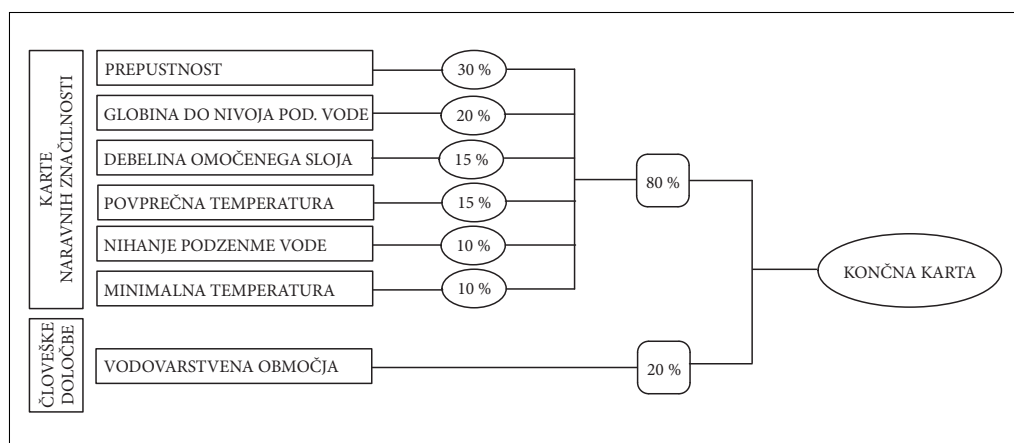 KARTE
NARAVNIH ZNAČILNOSTI
PREPUSTNOST
30 %
GLOBINA DO NIVOJA POD. VODE
20 %
DEBELINA OMOČENEGA SLOJA
15 %
POVPREČNA TEMPERATURA
15 %
NIHANJE PODZENME VODE
10 %
MINIMALNA TEMPERATURA
10 %
80 %
KONČNA KARTA
ČLOVEŠKE
DOLOČBE
VODOVARSTVENA OBMOČJA
20 %